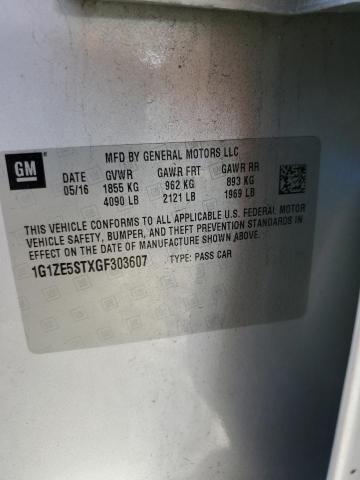 GM
MFD BY GENERAL MOTORS LLC
DATE GVWR GAWR FRT GAWR RR
05/16 1855 KG 962 KG 893 KG
4090 LB 2121 LB 1969 LB
THIS VEHICLE CONFORMS TO ALL APPLICABLE U.S. FEDERAL MOTOR
VEHICLE SAFETY, BUMPER, AND THEFT PREVENTION STANDARDS IN
EFFECT ON THE DATE OF MANUFACTURE SHOWN ABOVE.
1G1ZE5STXGF303607 TYPE: PASS CAR